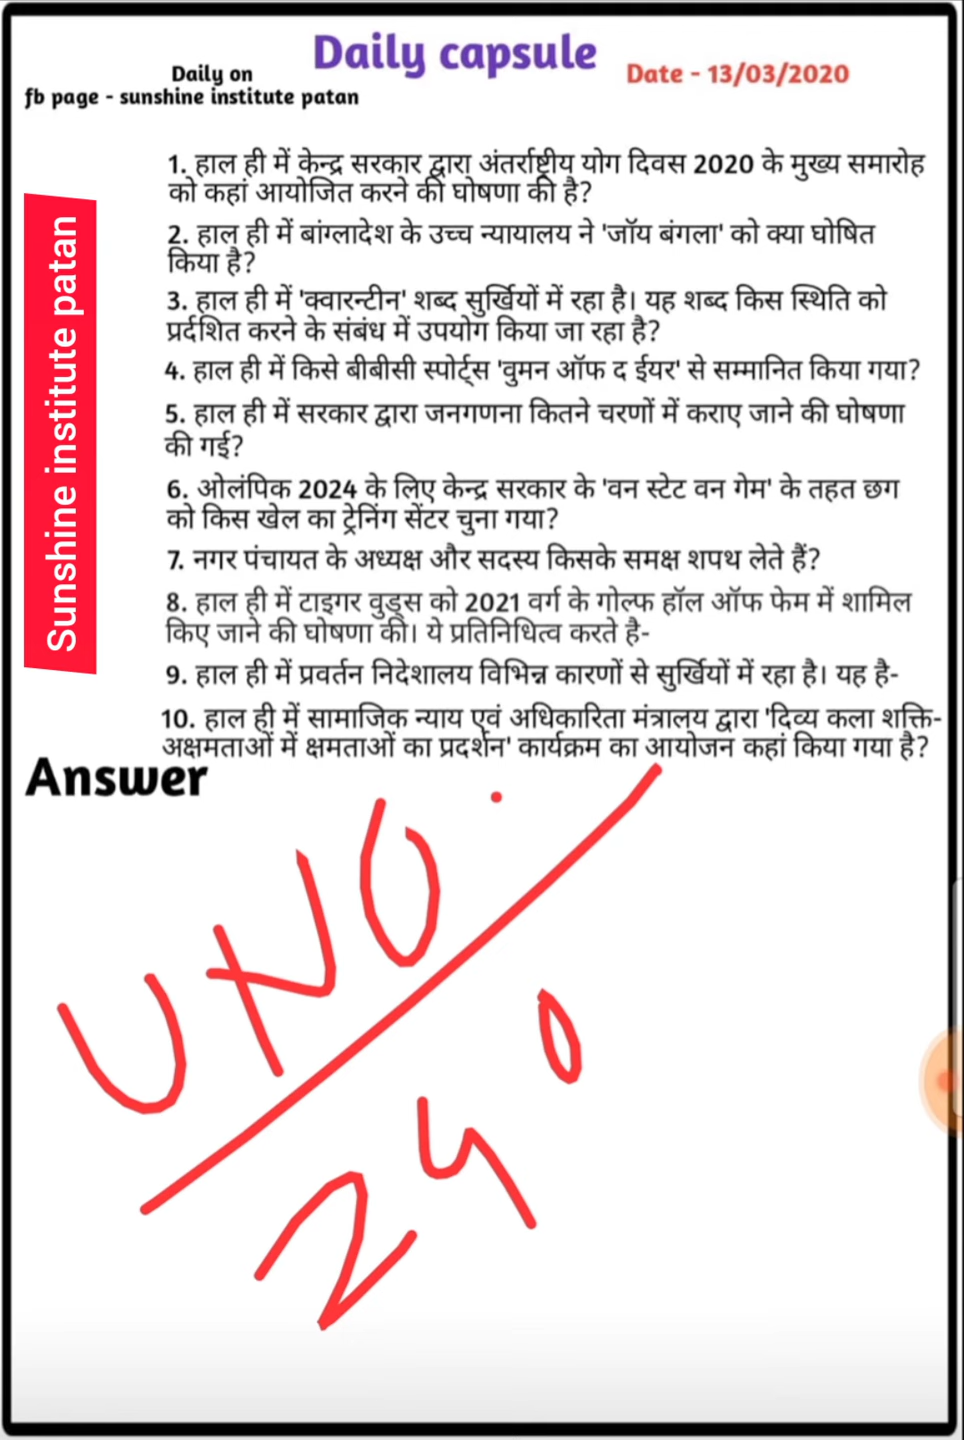 Daily capsule
Daily on
fb page - sunshine institute patan
Date - 13/03/2020
Sunshine institute patan
1. हाल ही में केन्द्र सरकार द्वारा अंतर्राष्ट्रीय योग दिवस 2020 के मुख्य समारोह
को कहां आयोजित करने की घोषणा की है?
2. हाल ही में बांग्लादेश के उच्च न्यायालय ने 'जॉय बंगला' को क्या घोषित
किया है?
3. हाल ही में 'क्वारन्टीन' शब्द सुर्खियों में रहा है। यह शब्द किस स्थिति को
प्रर्दशित करने के संबंध में उपयोग किया जा रहा है?
4. हाल ही में किसे बीबीसी स्पोर्ट्स 'वुमन ऑफ द ईयर' से सम्मानित किया गया?
5. हाल ही में सरकार द्वारा जनगणना कितने चरणों में कराए जाने की घोषणा
की गई?
6. ओलंपिक 2024 के लिए केन्द्र सरकार के 'वन स्टेट वन गेम' के तहत छग
को किस खेल का ट्रेनिंग सेंटर चुना गया?
7. नगर पंचायत के अध्यक्ष और सदस्य किसके समक्ष शपथ लेते हैं?
8. हाल ही में टाइगर वुड्स को 2021 वर्ग के गोल्फ हॉल ऑफ फेम में शामिल
किए जाने की घोषणा की। ये प्रतिनिधित्व करते है-
9. हाल ही में प्रवर्तन निदेशालय विभिन्न कारणों से सुर्खियों में रहा है। यह है-
10. हाल ही में सामाजिक न्याय एवं अधिकारिता मंत्रालय द्वारा 'दिव्य कला शक्ति-
अक्षमताओं में क्षमताओं का प्रदर्शन' कार्यक्रम का आयोजन कहां किया गया है?
Answer
UNO
240